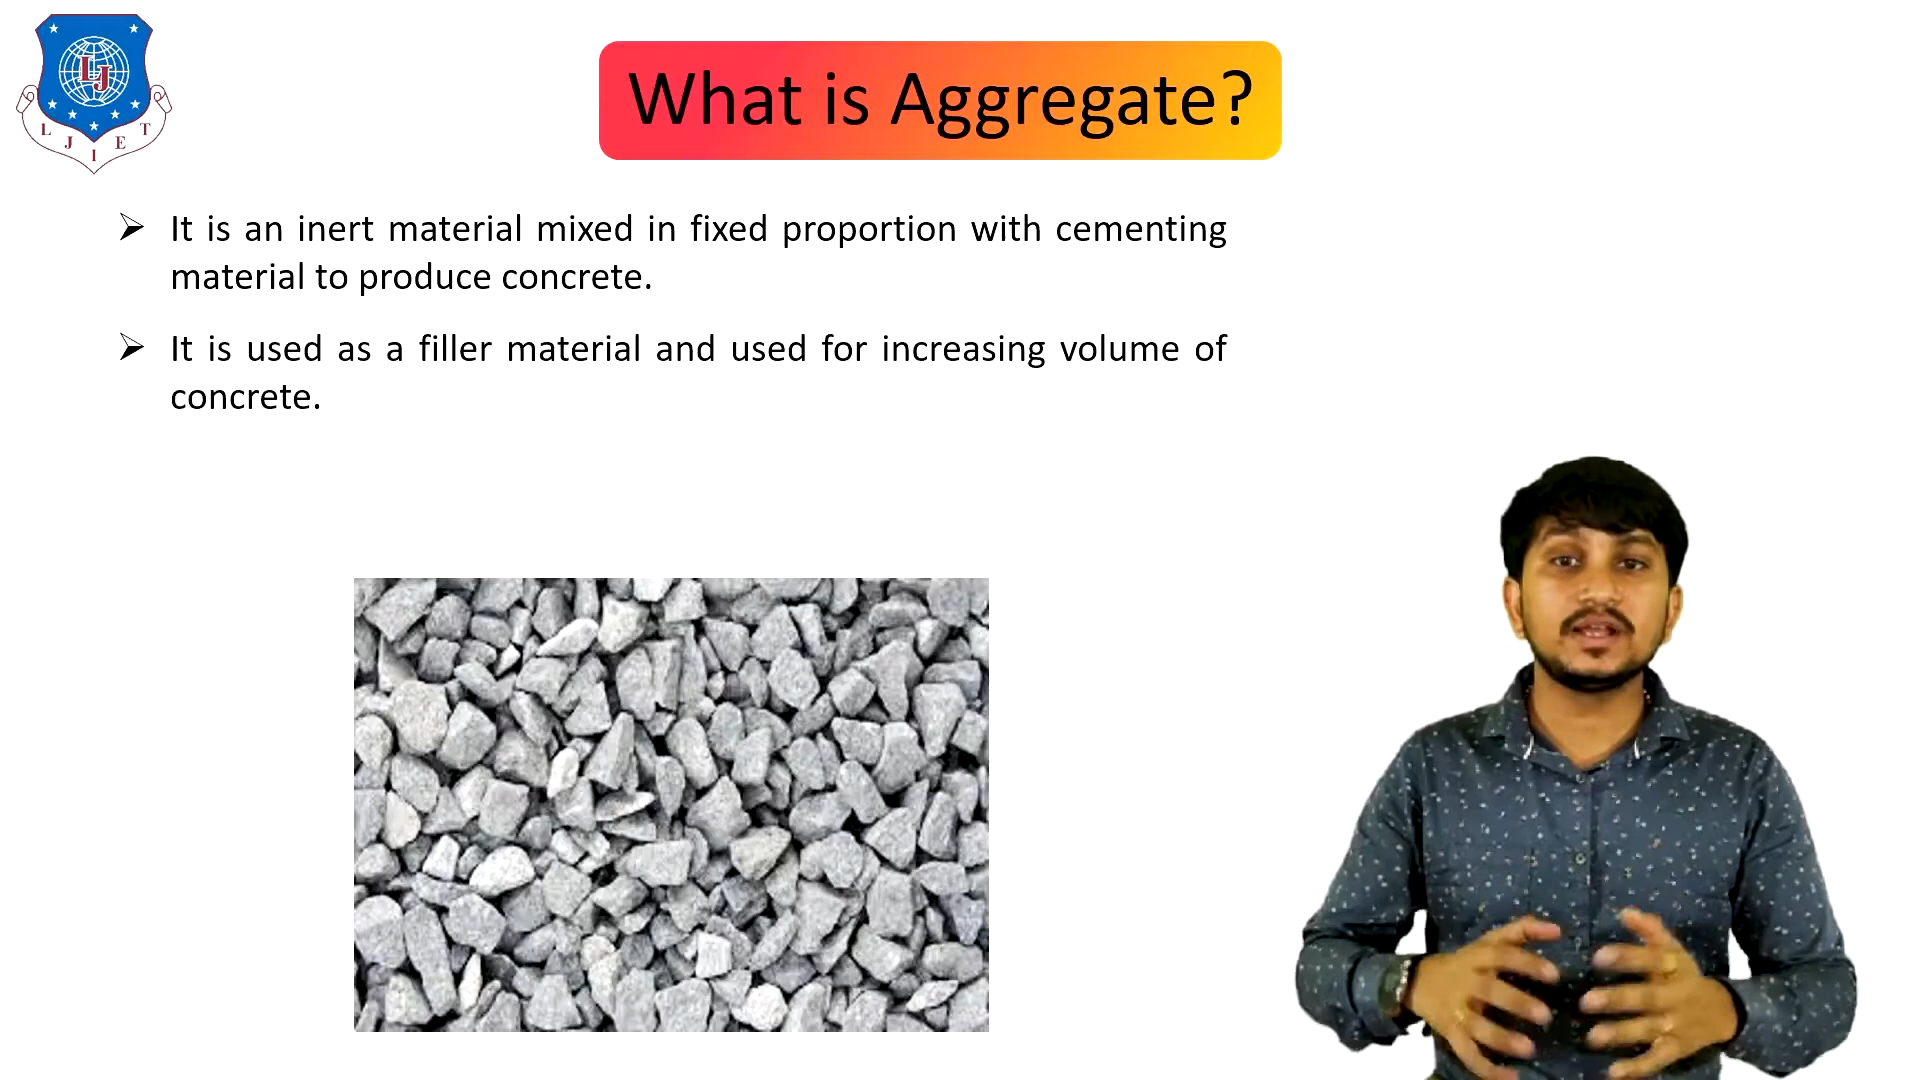 LJ
L J I E T
What is Aggregate?
➢ It is an inert material mixed in fixed proportion with cementing
material to produce concrete.
➢ It is used as a filler material and used for increasing volume of
concrete.